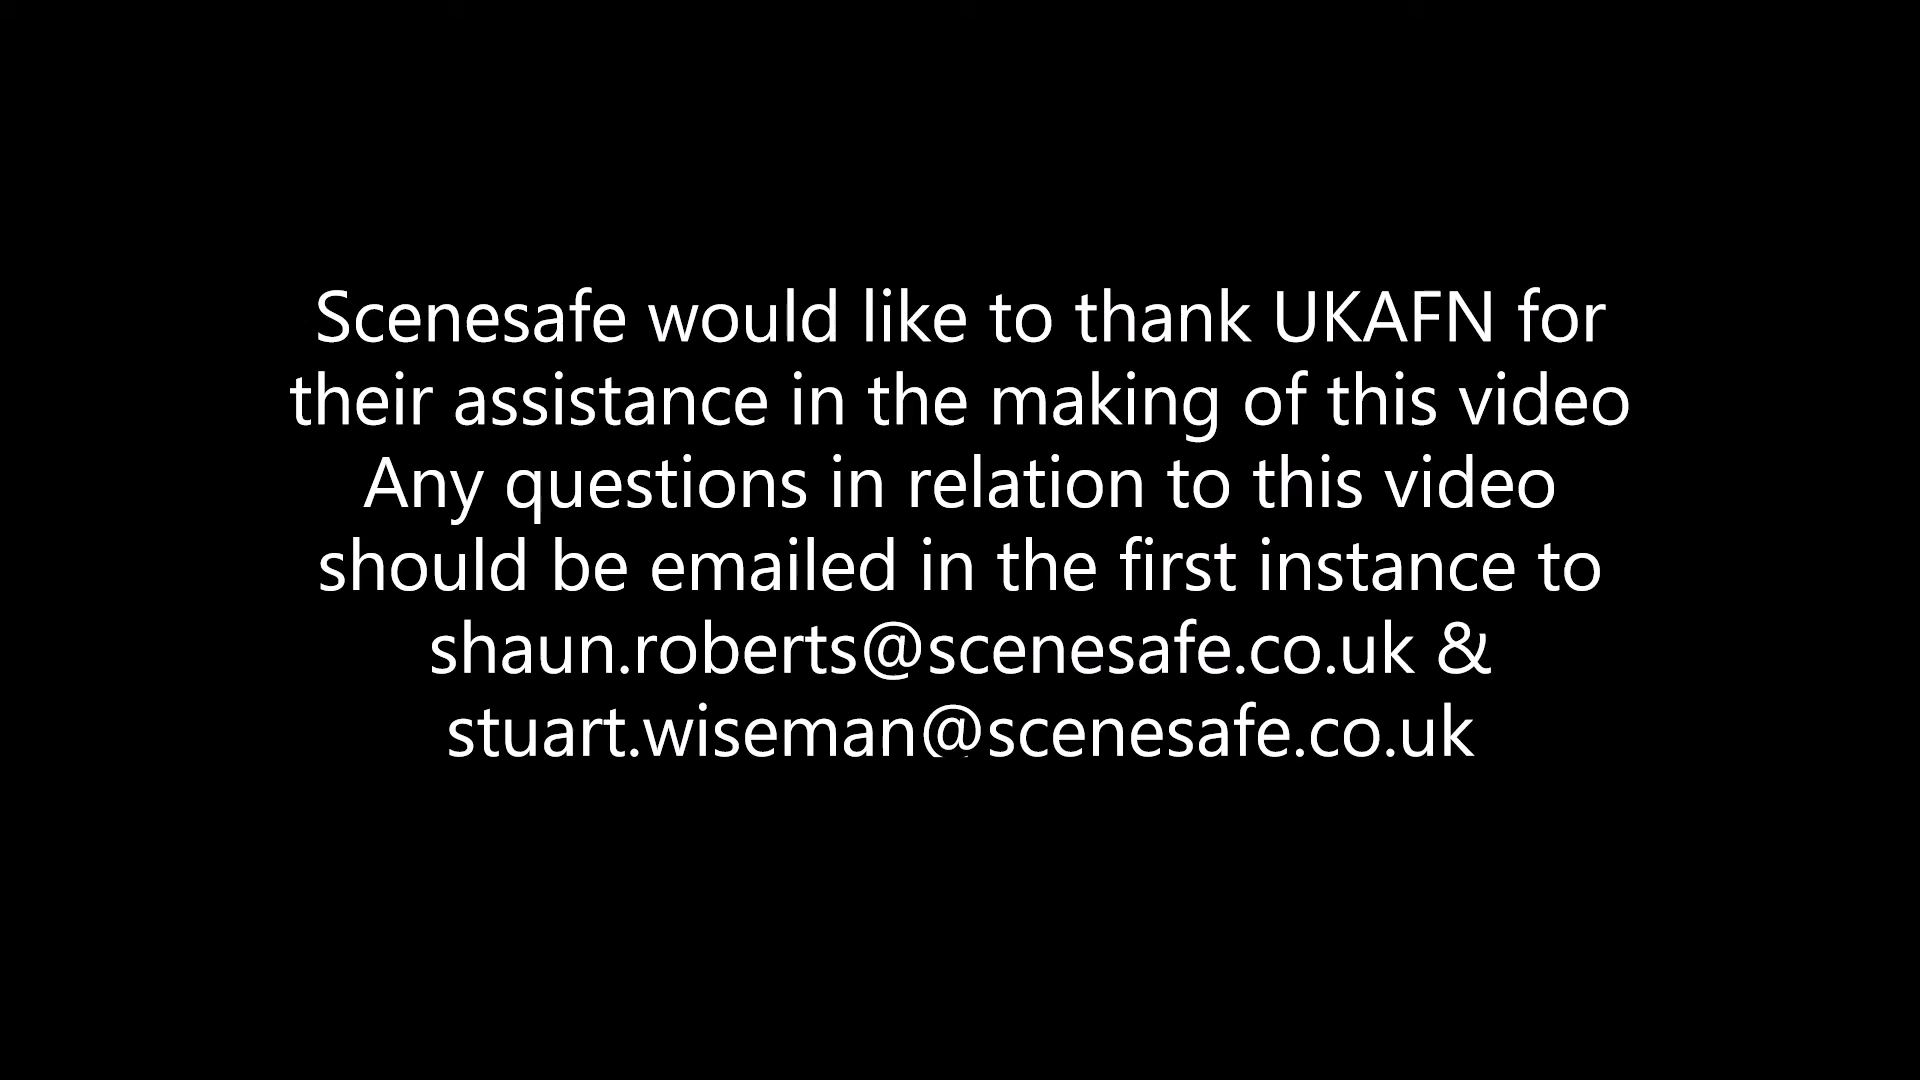 Scenesafe would like to thank UKAFN for
their assistance in the making of this video
Any questions in relation to this video
should be emailed in the first instance to
shaun.roberts@scenesafe.co.uk &
stuart.wiseman@scenesafe.co.uk